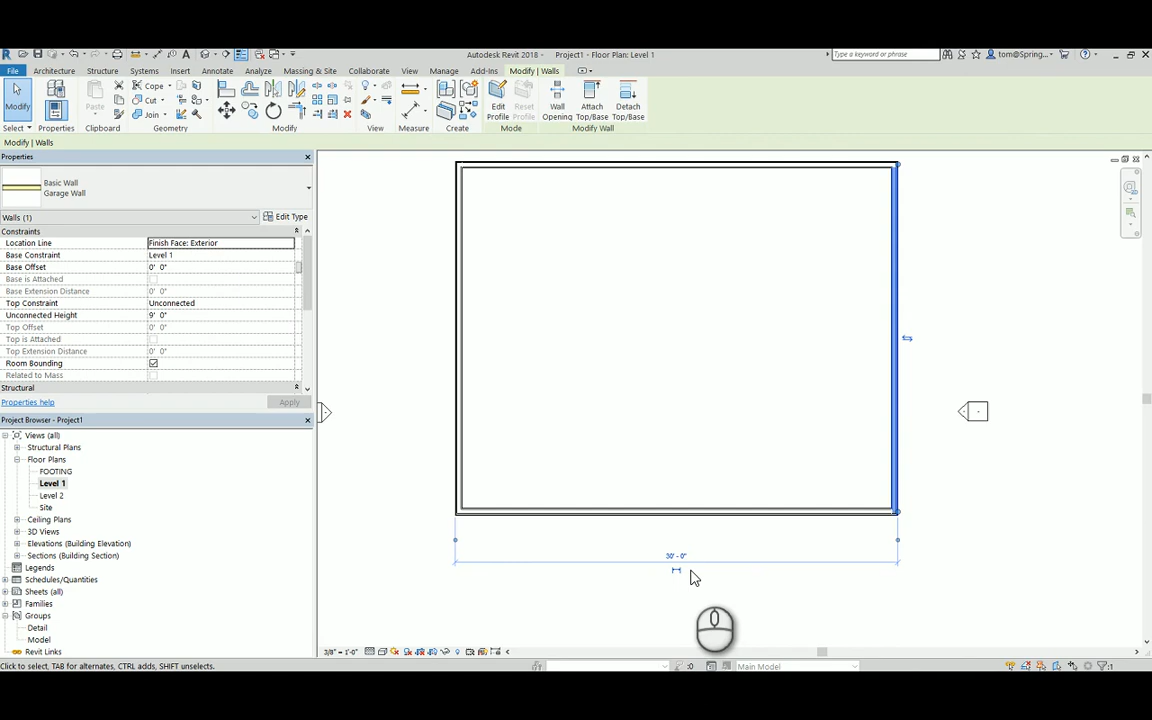 Autodesk Revit 2018 - Project1 - Floor Plan: Level 1
Type a keyword or phrase
tom@Spring...
File Architecture Structure Systems Insert Annotate Analyze Massing & Site Collaborate View Manage Add-Ins Modify | Walls
Modify
Properties
Paste
Cope
Cut
Join
Edit Profile
Reset Profile
Wall Opening
Attach Top/Base
Detach Top/Base
Select Properties Clipboard Geometry Modify View Measure Create Mode Modify Wall
Modify | Walls
Properties
Basic Wall
Garage Wall
Walls (1)
Edit Type
Constraints
Location Line Finish Face: Exterior
Base Constraint Level 1
Base Offset 0' 0"
Base is Attached
Base Extension Distance 0' 0"
Top Constraint Unconnected
Unconnected Height 9' 0"
Top Offset 0' 0"
Top is Attached
Top Extension Distance 0' 0"
Room Bounding
Related to Mass
Structural
Properties help
Apply
Project Browser - Project1
Views (all)
Structural Plans
Floor Plans
FOOTING
Level 1
Level 2
Site
Ceiling Plans
3D Views
Elevations (Building Elevation)
Sections (Building Section)
Legends
Schedules/Quantities
Sheets (all)
Families
Groups
Detail
Model
Revit Links
30' - 0"
3/8" = 1'-0"
Click to select, TAB for alternates, CTRL adds, SHIFT unselects.
:0
Main Model
:1